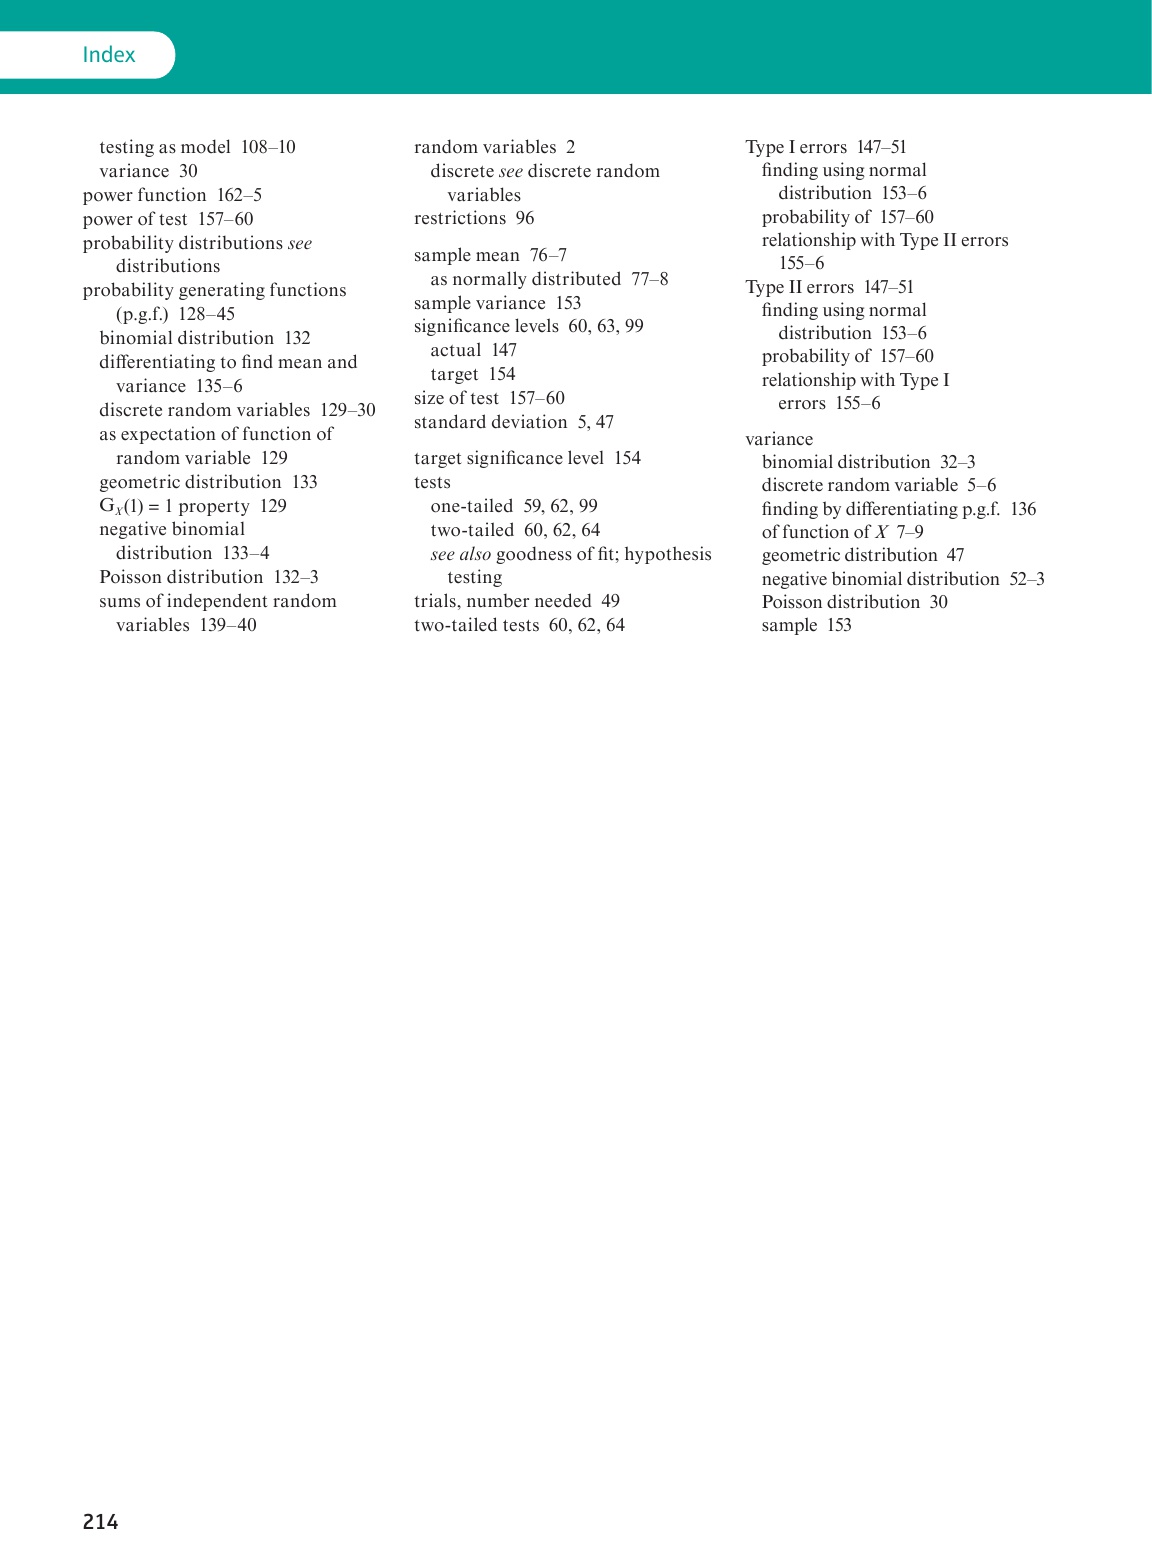 Index
testing as model 108–10
variance 30
power function 162–5
power of test 157–60
probability distributions see
distributions
probability generating functions
(p.g.f.) 128–45
binomial distribution 132
differentiating to find mean and
variance 135–6
discrete random variables 129–30
as expectation of function of
random variable 129
geometric distribution 133
G_X(1) = 1 property 129
negative binomial
distribution 133–4
Poisson distribution 132–3
sums of independent random
variables 139–40
random variables 2
discrete see discrete random
variables
restrictions 96
sample mean 76–7
as normally distributed 77–8
sample variance 153
significance levels 60, 63, 99
actual 147
target 154
size of test 157–60
standard deviation 5, 47
target significance level 154
tests
one-tailed 59, 62, 99
two-tailed 60, 62, 64
see also goodness of fit; hypothesis
testing
trials, number needed 49
two-tailed tests 60, 62, 64
Type I errors 147–51
finding using normal
distribution 153–6
probability of 157–60
relationship with Type II errors
155–6
Type II errors 147–51
finding using normal
distribution 153–6
probability of 157–60
relationship with Type I
errors 155–6
variance
binomial distribution 32–3
discrete random variable 5–6
finding by differentiating p.g.f. 136
of function of X 7–9
geometric distribution 47
negative binomial distribution 52–3
Poisson distribution 30
sample 153
214